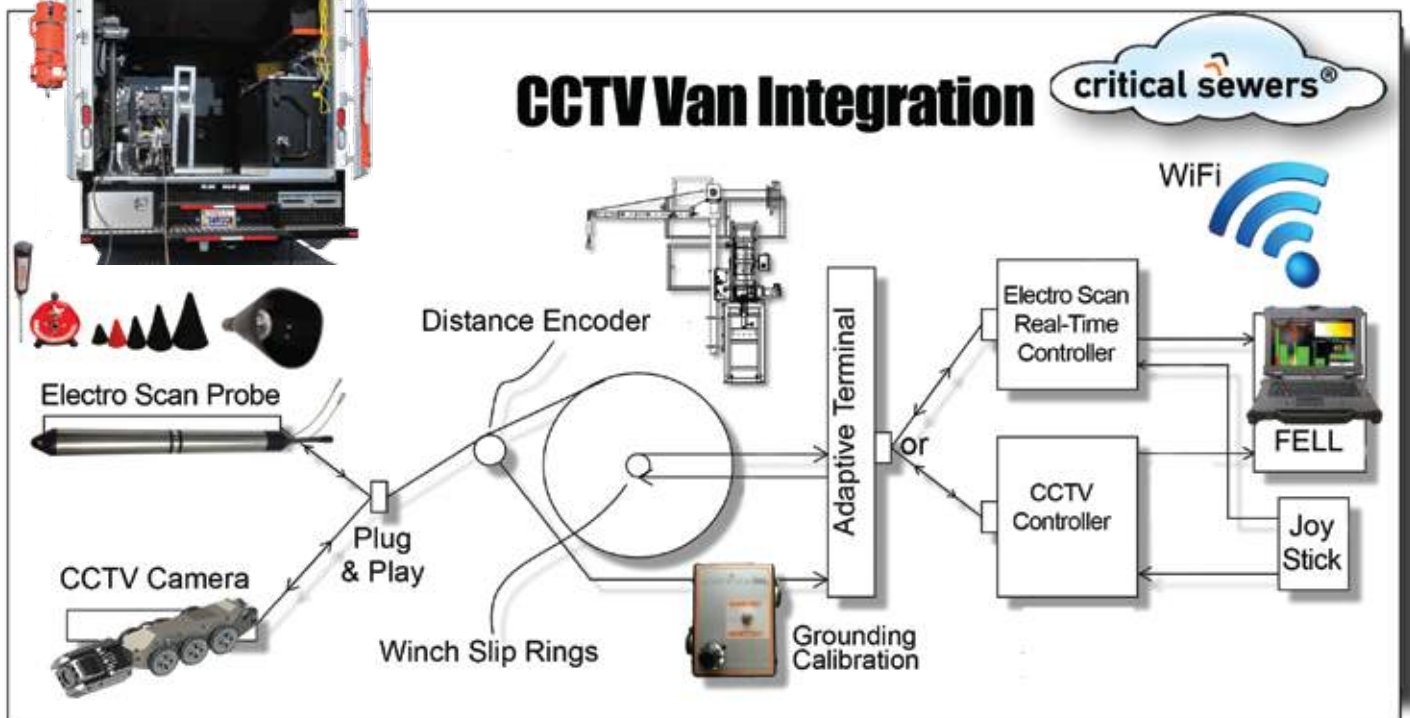 CCTV Van Integration
critical sewers®
WiFi
Distance Encoder
Electro Scan Probe
Adaptive Terminal
Electro Scan
Real-Time
Controller
or
FELL
CCTV
Controller
Joy
Stick
Plug
& Play
CCTV Camera
Winch Slip Rings
Grounding
Calibration